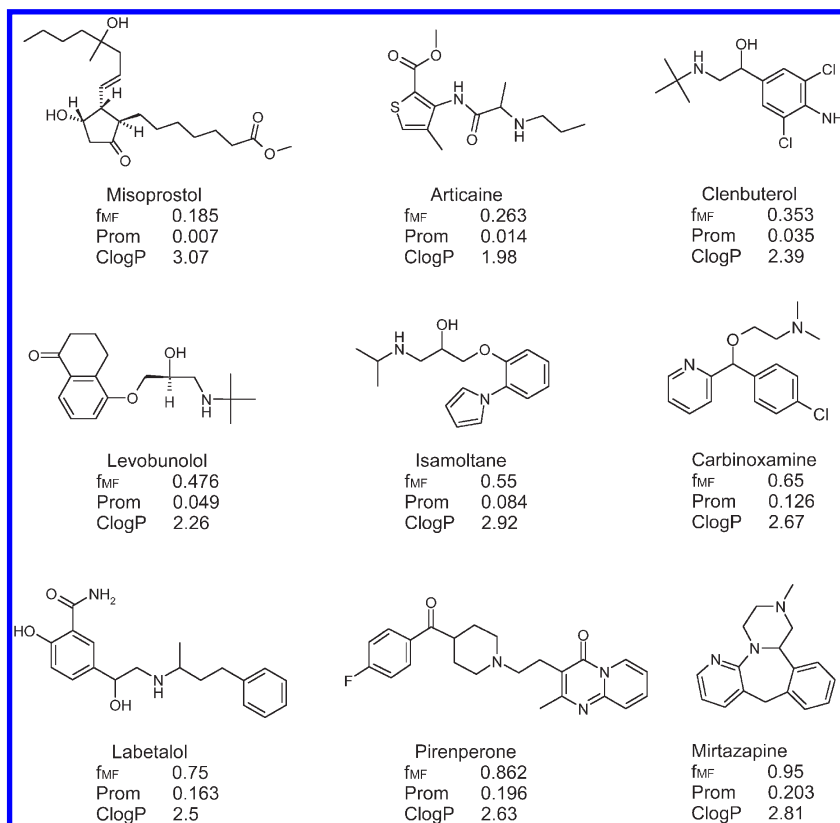 OH
H
H
HO
H
O
O
O
Misoprostol
fMF 0.185
Prom 0.007
ClogP 3.07
O
O
H
N
S
O
N
H
Articaine
fMF 0.263
Prom 0.014
ClogP 1.98
OH
H
N
Cl
NH
Cl
Clenbuterol
fMF 0.353
Prom 0.035
ClogP 2.39
O
OH
O
H
N
H
Levobunolol
fMF 0.476
Prom 0.049
ClogP 2.26
OH
H
N
O
N
Isamoltane
fMF 0.55
Prom 0.084
ClogP 2.92
N
O
N
Cl
Carbinoxamine
fMF 0.65
Prom 0.126
ClogP 2.67
O
NH2
HO
N
H
OH
Labetalol
fMF 0.75
Prom 0.163
ClogP 2.5
O
O
F
N
N
N
Pirenperone
fMF 0.862
Prom 0.196
ClogP 2.63
N
N
N
Mirtazapine
fMF 0.95
Prom 0.203
ClogP 2.81